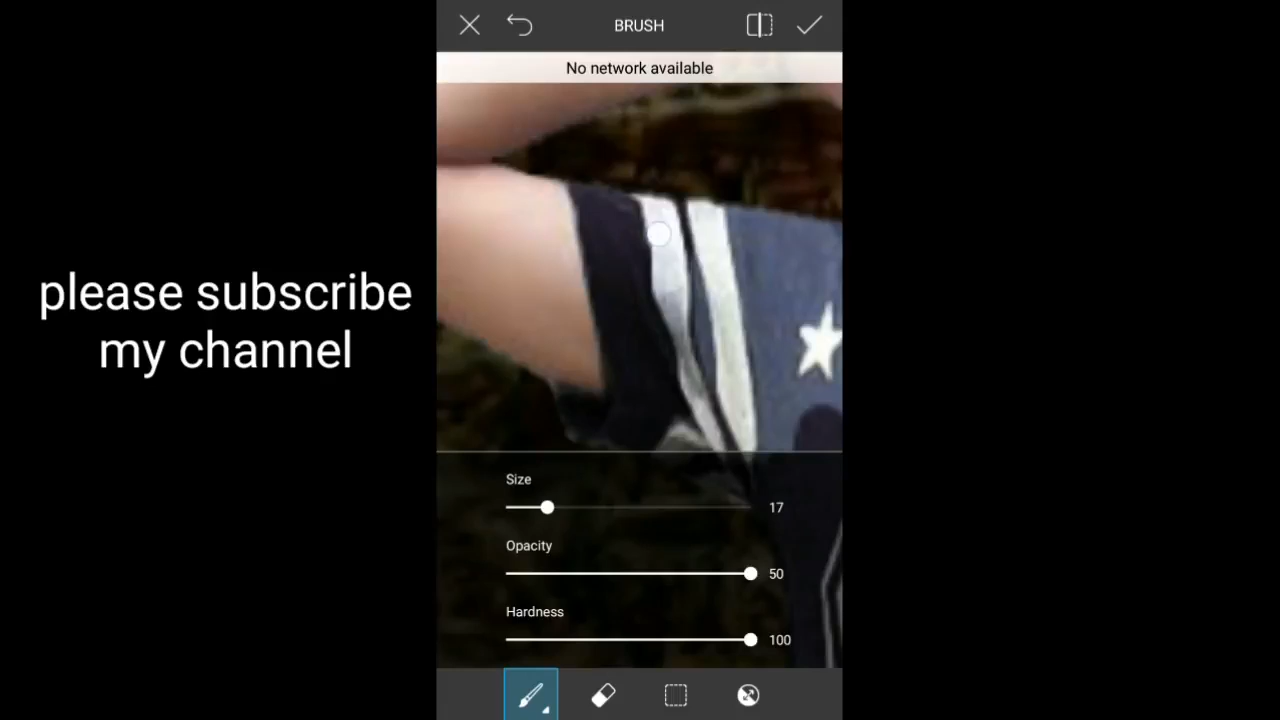 BRUSH
No network available
please subscribe
my channel
Size
17
Opacity
50
Hardness
100